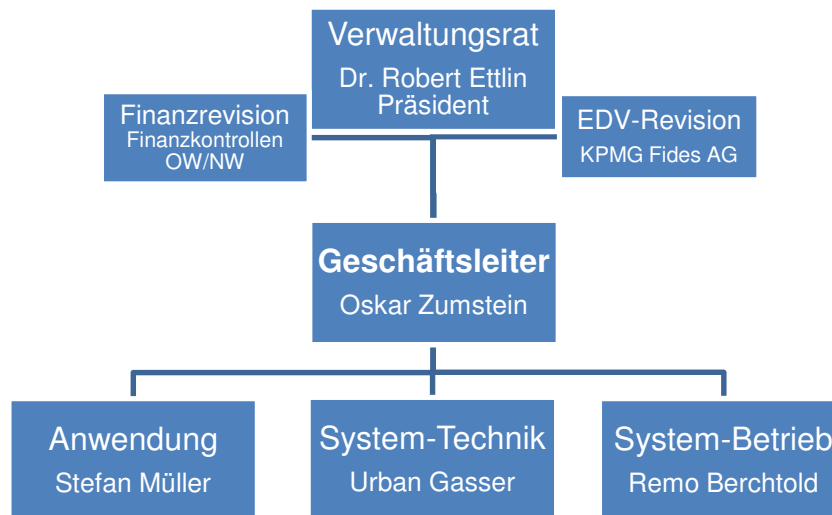 Verwaltungsrat
Dr. Robert Ettlin
Präsident
Finanzrevision
Finanzkontrollen
OW/NW
EDV-Revision
KPMG Fides AG
Geschäftsleiter
Oskar Zumstein
Anwendung
Stefan Müller
System-Technik
Urban Gasser
System-Betrieb
Remo Berchtold